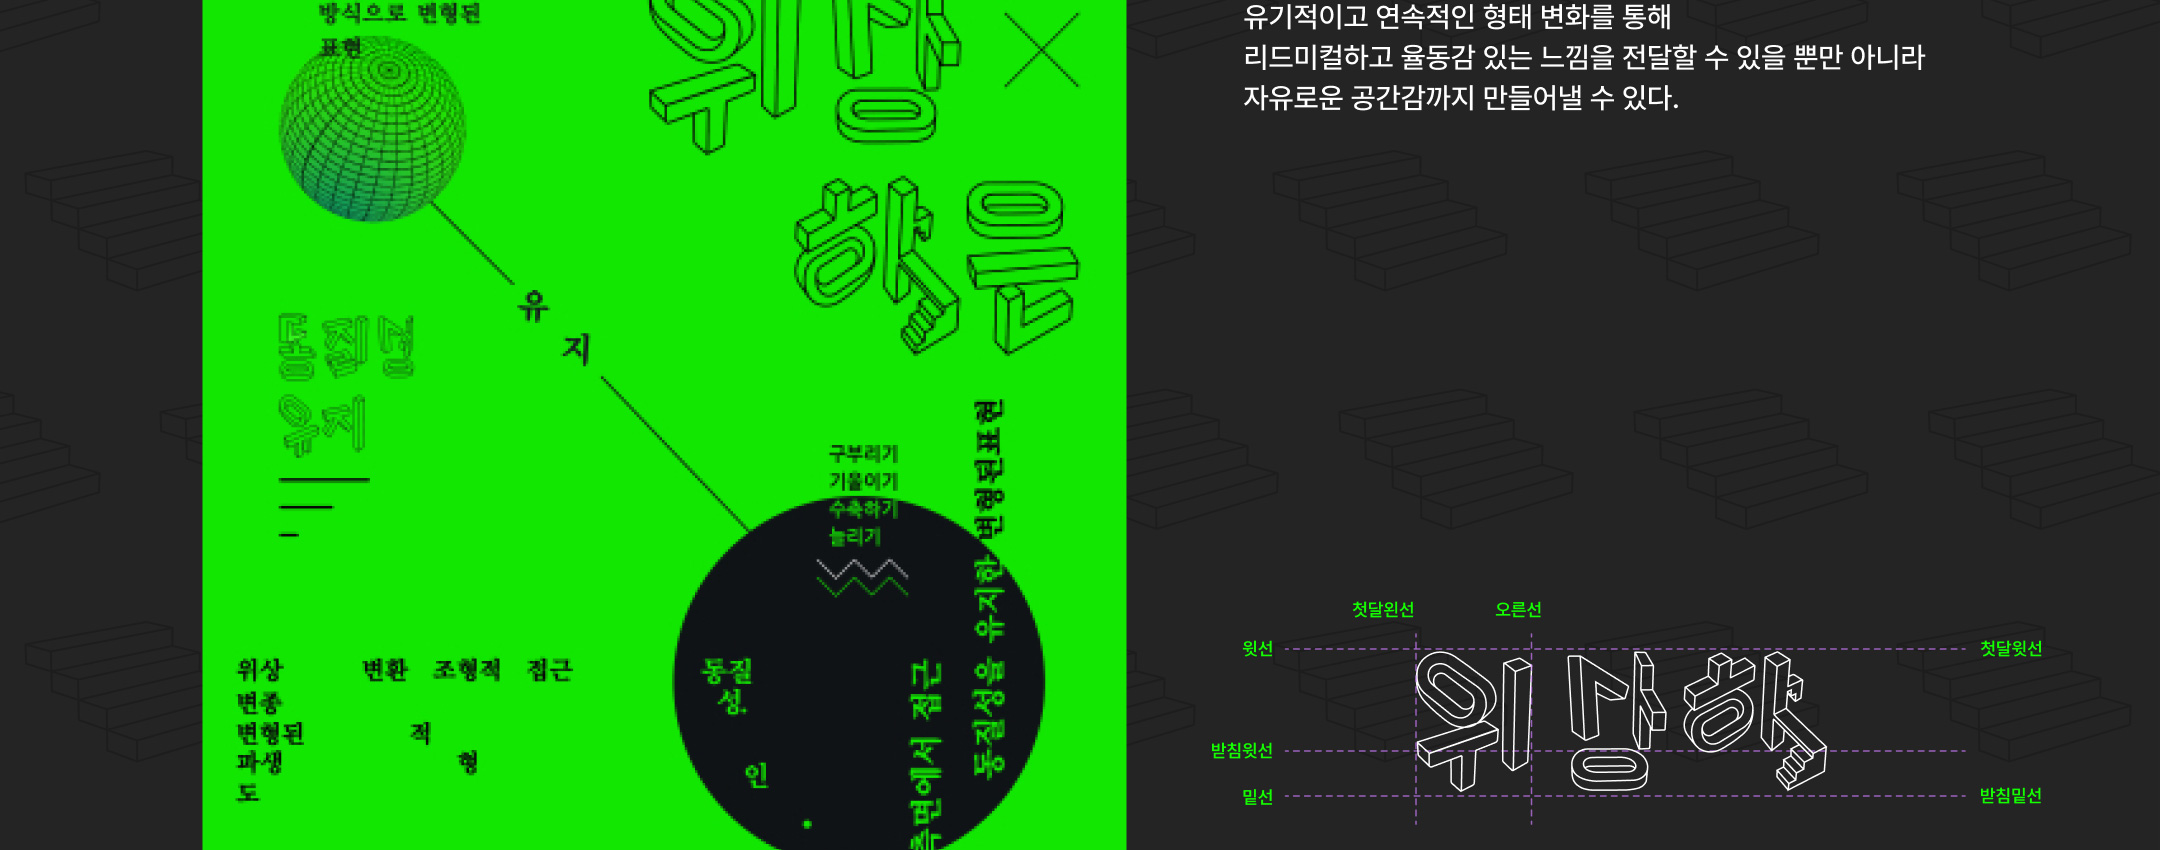 방식으로 변형된
표현
위상
한글
유
지
동질성
유지
구부리기
기울이기
수축하기
늘리기
변형된표현
동질성을 유지한
측면에서 접근
위상 변환 조형적 접근
변종
변형된 적
파생 형
도
동질
성.
인
유기적이고 연속적인 형태 변화를 통해
리드미컬하고 율동감 있는 느낌을 전달할 수 있을 뿐만 아니라
자유로운 공간감까지 만들어낼 수 있다.
첫달왼선 오른선
윗선 첫달윗선
위상한
받침윗선
밑선 받침밑선